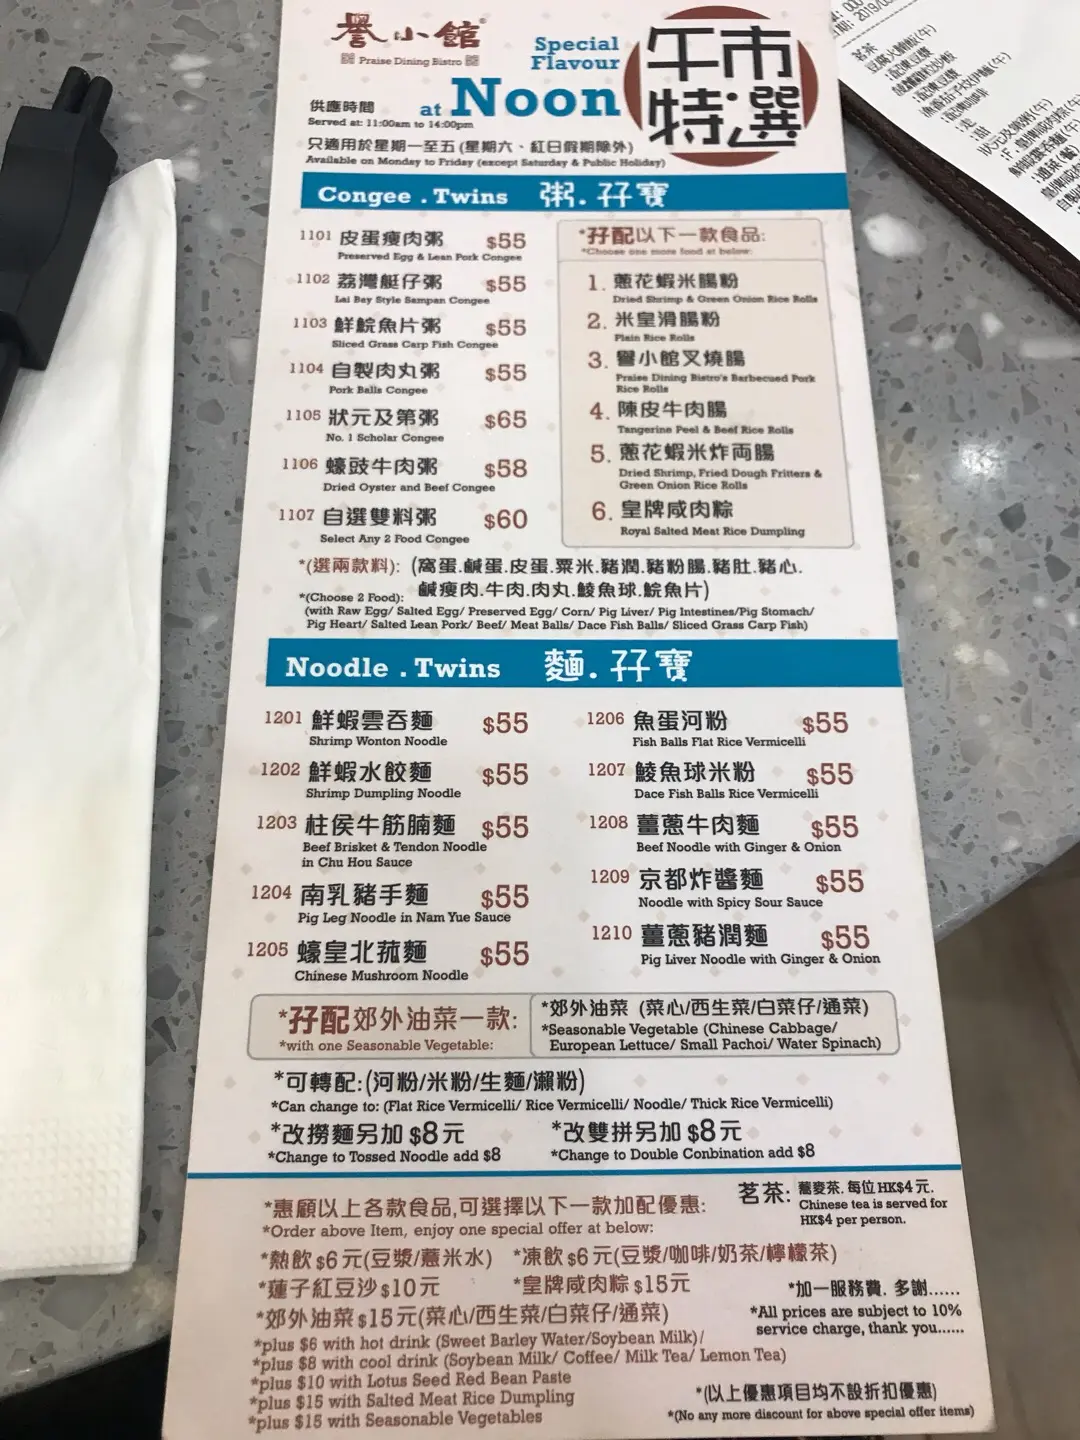 譽小館
Praise Dining Bistro
Special
Flavour
at Noon
午市
特選
供應時間
Served at: 11:00am to 14:00pm
只適用於星期一至五 (星期六、紅日假期除外)
Available on Monday to Friday (except Saturday & Public Holiday)
Congee . Twins 粥.孖寶
1101 皮蛋瘦肉粥 $55
Preserved Egg & Lean Pork Congee
1102 荔灣艇仔粥 $55
Lai Bay Style Sampan Congee
1103 鮮鯇魚片粥 $55
Sliced Grass Carp Fish Congee
1104 自製肉丸粥 $55
Pork Balls Congee
1105 狀元及第粥 $65
No. 1 Scholar Congee
1106 蠔豉牛肉粥 $58
Dried Oyster and Beef Congee
1107 自選雙料粥 $60
Select Any 2 Food Congee
*孖配以下一款食品:
*Choose one more food at below:
1. 蔥花蝦米腸粉
Dried Shrimp & Green Onion Rice Rolls
2. 米皇滑腸粉
Plain Rice Rolls
3. 譽小館叉燒腸
Praise Dining Bistro's Barbecued Pork
Rice Rolls
4. 陳皮牛肉腸
Tangerine Peel & Beef Rice Rolls
5. 蔥花蝦米炸両腸
Dried Shrimp, Fried Dough Fritters &
Green Onion Rice Rolls
6. 皇牌咸肉粽
Royal Salted Meat Rice Dumpling
*(選兩款料): (窩蛋.鹹蛋.皮蛋.粟米.豬潤.豬粉腸.豬肚.豬心.
鹹瘦肉.牛肉.肉丸.鯪魚球.鯇魚片)
*(Choose 2 Food):
(with Raw Egg/ Salted Egg/ Preserved Egg/ Corn/ Pig Liver/ Pig Intestines/Pig Stomach/
Pig Heart/ Salted Lean Pork/ Beef/ Meat Balls/ Dace Fish Balls/ Sliced Grass Carp Fish)
Noodle . Twins 麵.孖寶
1201 鮮蝦雲吞麵 $55
Shrimp Wonton Noodle
1202 鮮蝦水餃麵 $55
Shrimp Dumpling Noodle
1203 柱侯牛筋腩麵 $55
Beef Brisket & Tendon Noodle
in Chu Hou Sauce
1204 南乳豬手麵 $55
Pig Leg Noodle in Nam Yue Sauce
1205 蠔皇北菰麵 $55
Chinese Mushroom Noodle
1206 魚蛋河粉 $55
Fish Balls Flat Rice Vermicelli
1207 鯪魚球米粉 $55
Dace Fish Balls Rice Vermicelli
1208 薑蔥牛肉麵 $55
Beef Noodle with Ginger & Onion
1209 京都炸醬麵 $55
Noodle with Spicy Sour Sauce
1210 薑蔥豬潤麵 $55
Pig Liver Noodle with Ginger & Onion
*孖配郊外油菜一款:
*with one Seasonable Vegetable:
*郊外油菜 (菜心/西生菜/白菜仔/通菜)
*Seasonable Vegetable (Chinese Cabbage/
European Lettuce/ Small Pachoi/ Water Spinach)
*可轉配:(河粉/米粉/生麵/瀨粉)
*Can change to: (Flat Rice Vermicelli/ Rice Vermicelli/ Noodle/ Thick Rice Vermicelli)
*改撈麵另加 $8元 *改雙拼另加 $8元
*Change to Tossed Noodle add $8 *Change to Double Conbination add $8
*惠顧以上各款食品,可選擇以下一款加配優惠:
*Order above Item, enjoy one special offer at below:
茗茶: 蕎麥茶. 每位 HK$4 元.
Chinese tea is served for
HK$4 per person.
*熱飲 $6 元(豆漿/薏米水) *凍飲 $6 元(豆漿/咖啡/奶茶/檸檬茶)
*蓮子紅豆沙 $10 元 *皇牌咸肉粽 $15元
*郊外油菜 $15元(菜心/西生菜/白菜仔/通菜)
*plus $6 with hot drink (Sweet Barley Water/Soybean Milk)/
*plus $8 with cool drink (Soybean Milk/ Coffee/ Milk Tea/ Lemon Tea)
*plus $10 with Lotus Seed Red Bean Paste
*plus $15 with Salted Meat Rice Dumpling
*plus $15 with Seasonable Vegetables
*加一服務費. 多謝......
*All prices are subject to 10%
service charge, thank you......
*(以上優惠項目均不設折扣優惠)
*(No any more discount for above special offer items)
茗茶